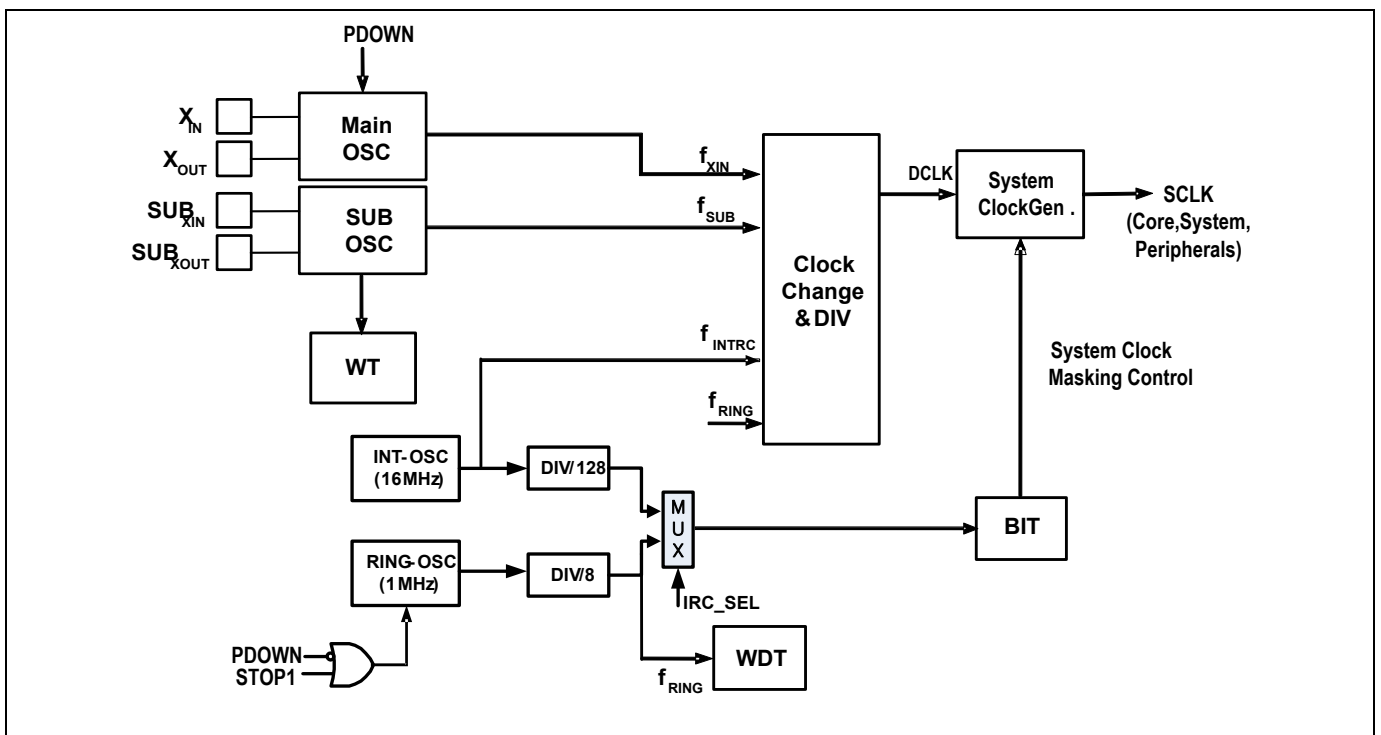 PDOWN
XIN
XOUT
SUBXIN
SUBXOUT
Main
OSC
SUB
OSC
WT
fXIN
fSUB
fINTRC
fRING
Clock
Change
& DIV
DCLK
System
ClockGen .
SCLK
(Core,System,
Peripherals)
System Clock
Masking Control
INT-OSC
(16MHz)
DIV/128
RING-OSC
(1MHz)
DIV/8
M
U
X
IRC_SEL
BIT
PDOWN
STOP1
fRING
WDT